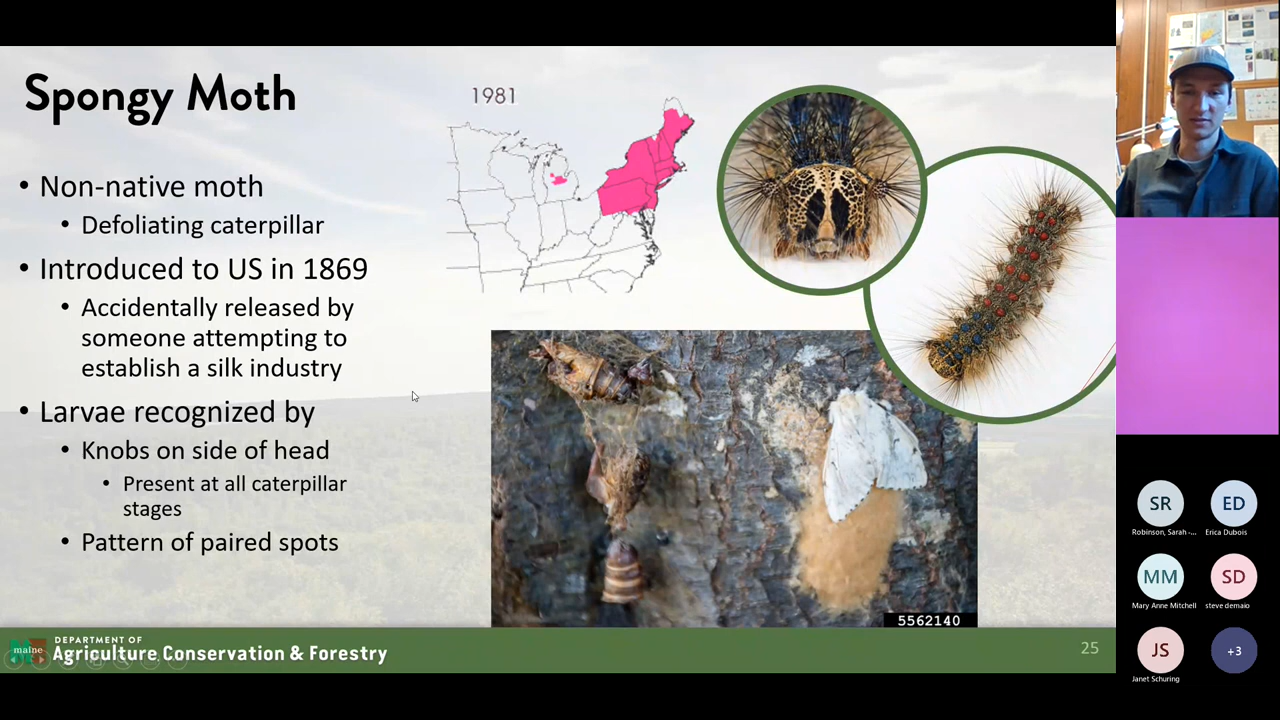 Spongy Moth
• Non-native moth
• Defoliating caterpillar
• Introduced to US in 1869
• Accidentally released by
someone attempting to
establish a silk industry
• Larvae recognized by
• Knobs on side of head
• Present at all caterpillar
stages
• Pattern of paired spots
1981
5562140
maine
DEPARTMENT OF
Agriculture Conservation & Forestry
25
SR
Robinson, Sarah -...
ED
Erica Dubois
MM
Mary Anne Mitchell
SD
steve demaio
JS
Janet Schuring
+3